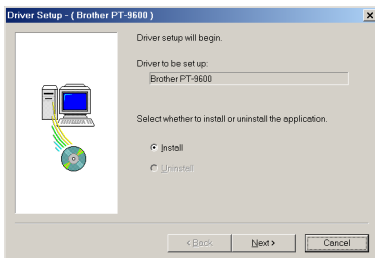 Driver Setup - ( Brother PT-9600 )
Driver setup will begin.
Driver to be set up:
Brother PT-9600
Select whether to install or uninstall the application.
Install
Uninstall
< Back
Next >
Cancel